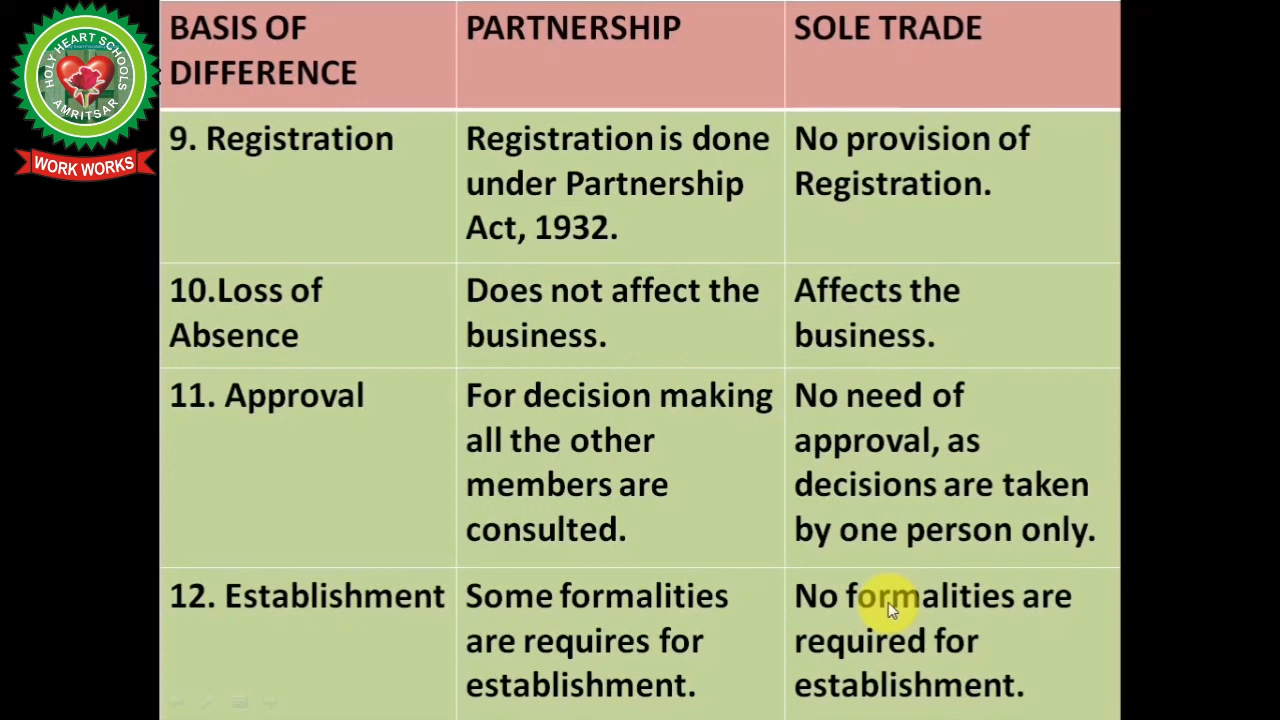 HOLY HEART SCHOOLS
AMRITSAR
WORK WORKS
BASIS OF
DIFFERENCE
PARTNERSHIP
SOLE TRADE
9. Registration
Registration is done
under Partnership
Act, 1932.
No provision of
Registration.
10.Loss of
Absence
Does not affect the
business.
Affects the
business.
11. Approval
For decision making
all the other
members are
consulted.
No need of
approval, as
decisions are taken
by one person only.
12. Establishment
Some formalities
are requires for
establishment.
No formalities are
required for
establishment.